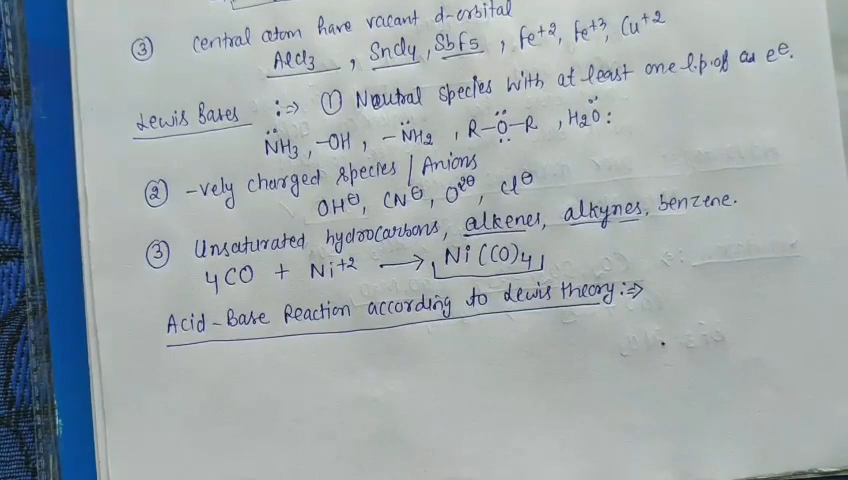 ③ Central atom have vacant d-orbital
AlCl3, SnCl4, SbF5, Fe+2, Fe+3, Cu+2
Lewis Bases :⇒ ① Neutral species with at least one l.p. of e⊖.
N̈H3, -OH, -N̈H2, R-Ö-R, H2Ö:
② -vely charged species / Anions
OH⊖, CN⊖, O2⊖, Cl⊖
③ Unsaturated hydrocarbons, alkenes, alkynes, benzene.
4CO + Ni+2 → Ni(CO)4
Acid-Base Reaction according to Lewis theory:⇒